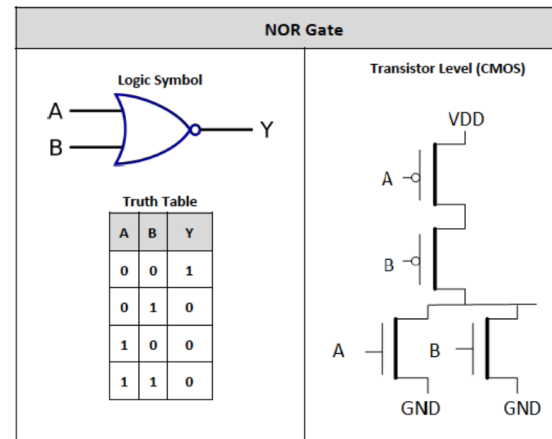 NOR Gate
Logic Symbol
A
B
Y
Truth Table
A B Y
0 0 1
0 1 0
1 0 0
1 1 0
Transistor Level (CMOS)
VDD
A
B
A B
GND GND